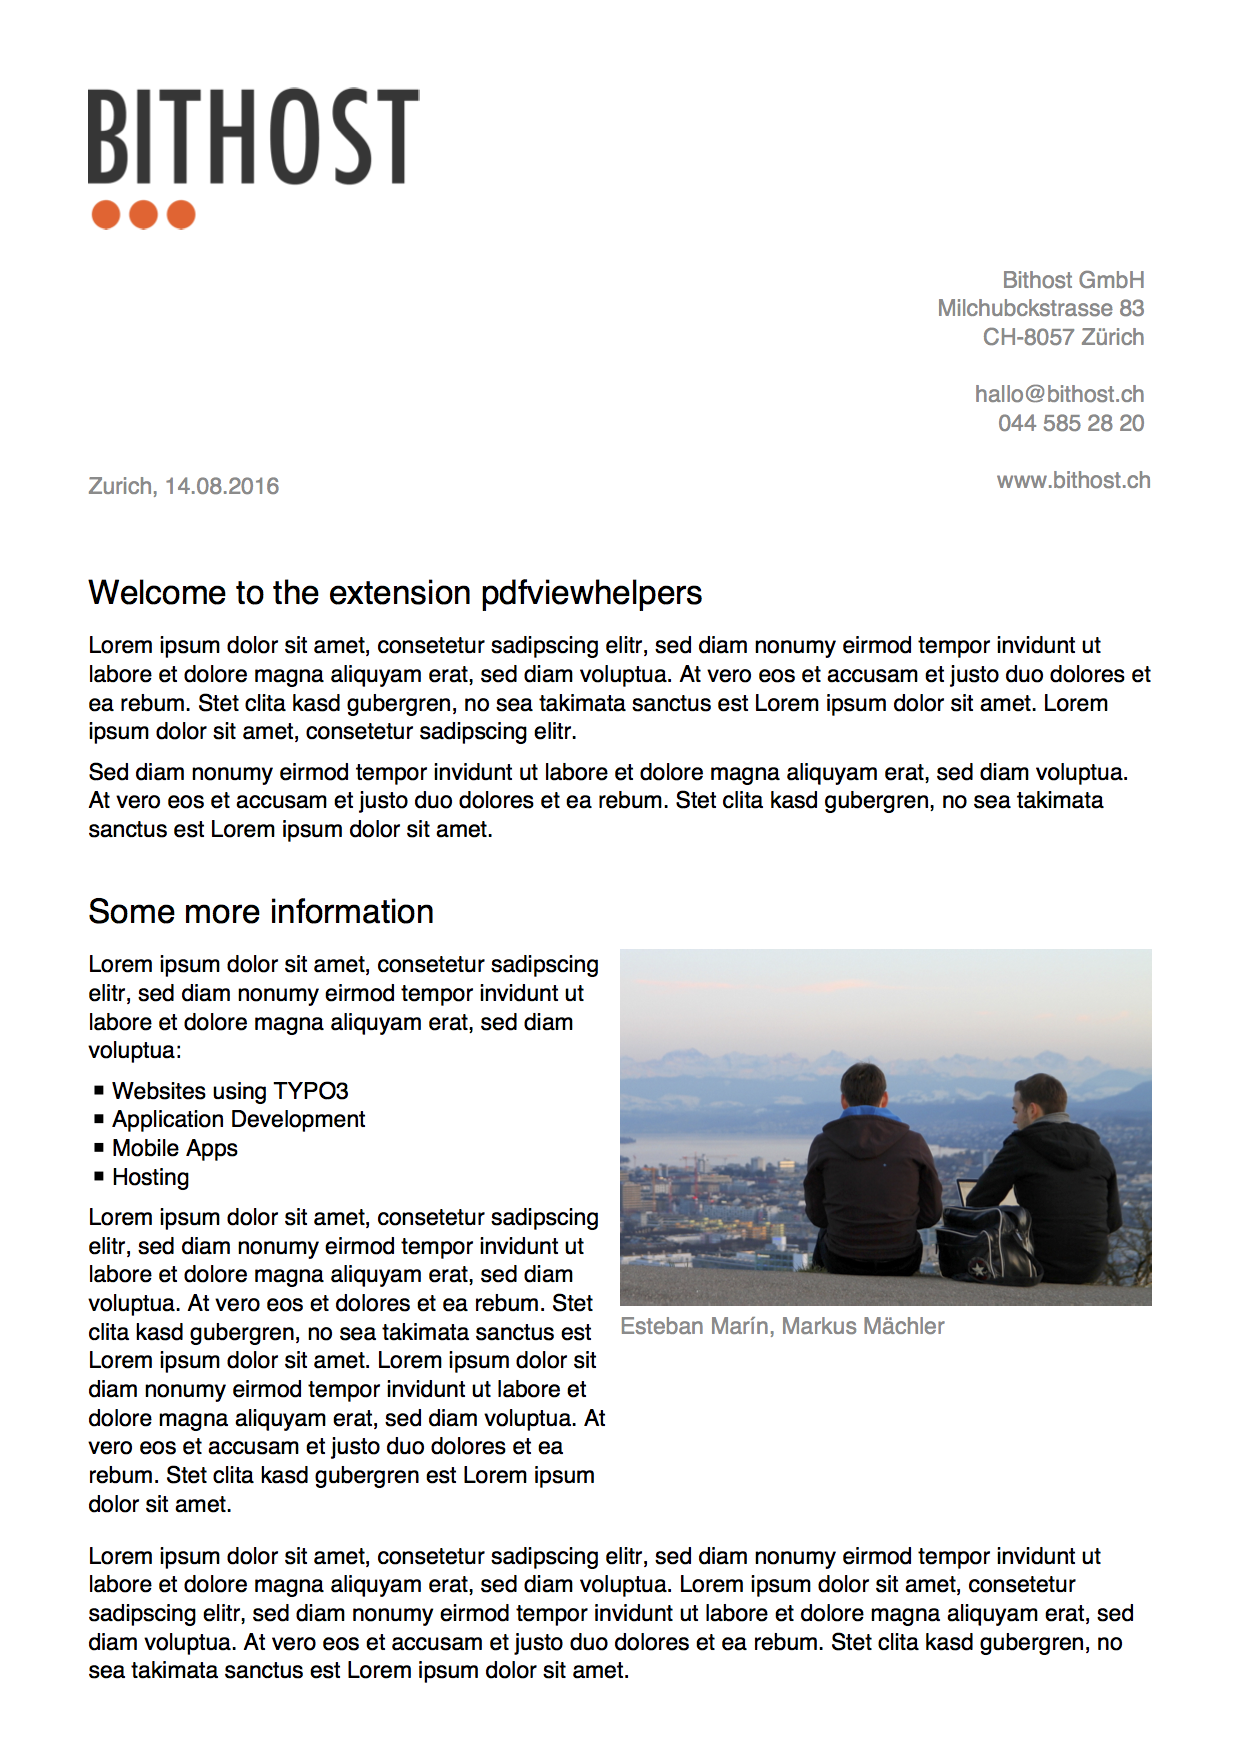 BITHOST
Bithost GmbH
Milchubckstrasse 83
CH-8057 Zürich
hallo@bithost.ch
044 585 28 20
www.bithost.ch
Zurich, 14.08.2016
Welcome to the extension pdfviewhelpers
Lorem ipsum dolor sit amet, consetetur sadipscing elitr, sed diam nonumy eirmod tempor invidunt ut
labore et dolore magna aliquyam erat, sed diam voluptua. At vero eos et accusam et justo duo dolores et
ea rebum. Stet clita kasd gubergren, no sea takimata sanctus est Lorem ipsum dolor sit amet. Lorem
ipsum dolor sit amet, consetetur sadipscing elitr.
Sed diam nonumy eirmod tempor invidunt ut labore et dolore magna aliquyam erat, sed diam voluptua.
At vero eos et accusam et justo duo dolores et ea rebum. Stet clita kasd gubergren, no sea takimata
sanctus est Lorem ipsum dolor sit amet.
Some more information
Lorem ipsum dolor sit amet, consetetur sadipscing
elitr, sed diam nonumy eirmod tempor invidunt ut
labore et dolore magna aliquyam erat, sed diam
voluptua:
▪ Websites using TYPO3
▪ Application Development
▪ Mobile Apps
▪ Hosting
Lorem ipsum dolor sit amet, consetetur sadipscing
elitr, sed diam nonumy eirmod tempor invidunt ut
labore et dolore magna aliquyam erat, sed diam
voluptua. At vero eos et dolores et ea rebum. Stet
clita kasd gubergren, no sea takimata sanctus est
Lorem ipsum dolor sit amet. Lorem ipsum dolor sit
diam nonumy eirmod tempor invidunt ut labore et
dolore magna aliquyam erat, sed diam voluptua. At
vero eos et accusam et justo duo dolores et ea
rebum. Stet clita kasd gubergren est Lorem ipsum
dolor sit amet.
Esteban Marín, Markus Mächler
Lorem ipsum dolor sit amet, consetetur sadipscing elitr, sed diam nonumy eirmod tempor invidunt ut
labore et dolore magna aliquyam erat, sed diam voluptua. Lorem ipsum dolor sit amet, consetetur
sadipscing elitr, sed diam nonumy eirmod tempor invidunt ut labore et dolore magna aliquyam erat, sed
diam voluptua. At vero eos et accusam et justo duo dolores et ea rebum. Stet clita kasd gubergren, no
sea takimata sanctus est Lorem ipsum dolor sit amet.